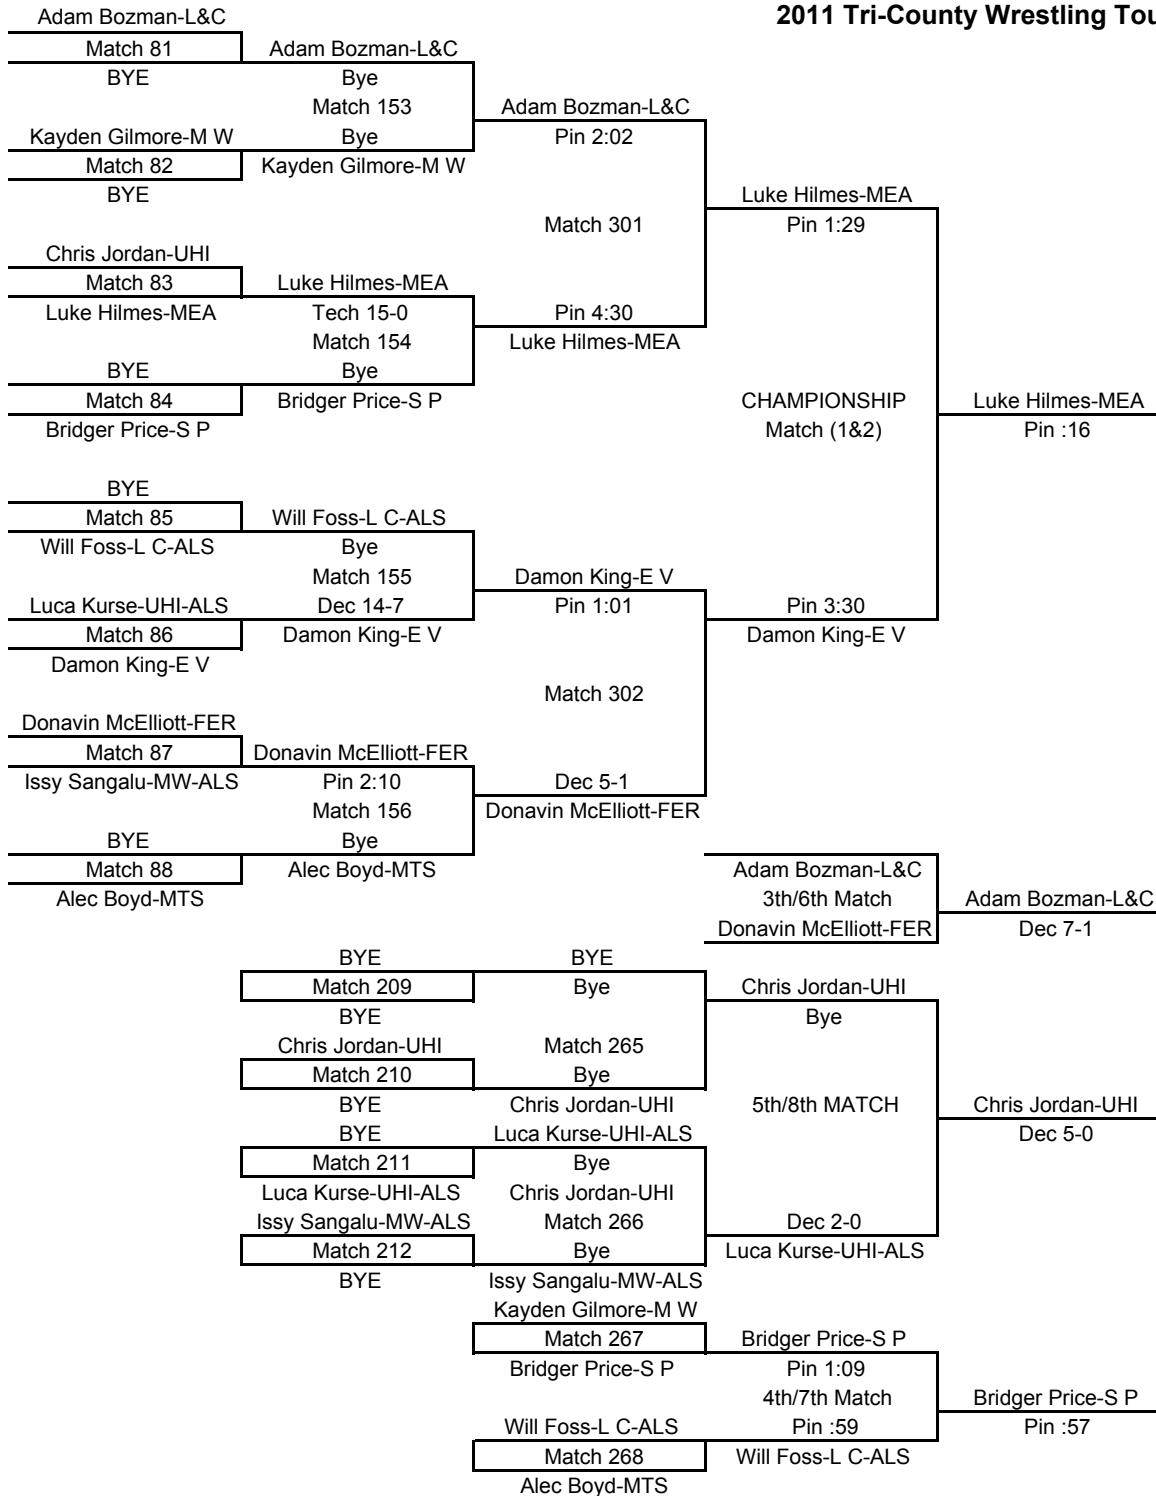 2011 Tri-County Wrestling Tou
Adam Bozman-L&C
Match 81 Adam Bozman-L&C
BYE Bye
Match 153 Adam Bozman-L&C
Kayden Gilmore-M W Bye Pin 2:02
Match 82 Kayden Gilmore-M W
BYE Luke Hilmes-MEA
Match 301 Pin 1:29
Chris Jordan-UHI
Match 83 Luke Hilmes-MEA
Luke Hilmes-MEA Tech 15-0 Pin 4:30
Match 154 Luke Hilmes-MEA
BYE Bye
Match 84 Bridger Price-S P CHAMPIONSHIP Luke Hilmes-MEA
Bridger Price-S P Match (1&2) Pin :16
BYE
Match 85 Will Foss-L C-ALS
Will Foss-L C-ALS Bye
Match 155 Damon King-E V
Luca Kurse-UHI-ALS Dec 14-7 Pin 1:01 Pin 3:30
Match 86 Damon King-E V Damon King-E V
Damon King-E V
Match 302
Donavin McElliott-FER
Match 87 Donavin McElliott-FER
Issy Sangalu-MW-ALS Pin 2:10 Dec 5-1
Match 156 Donavin McElliott-FER
BYE Bye
Match 88 Alec Boyd-MTS Adam Bozman-L&C
Alec Boyd-MTS 3th/6th Match Adam Bozman-L&C
Donavin McElliott-FER Dec 7-1
BYE BYE
Match 209 Bye Chris Jordan-UHI
BYE Bye
Chris Jordan-UHI Match 265
Match 210 Bye
BYE Chris Jordan-UHI 5th/8th MATCH Chris Jordan-UHI
BYE Luca Kurse-UHI-ALS Dec 5-0
Match 211 Bye
Luca Kurse-UHI-ALS Chris Jordan-UHI
Issy Sangalu-MW-ALS Match 266 Dec 2-0
Match 212 Bye Luca Kurse-UHI-ALS
BYE Issy Sangalu-MW-ALS
Kayden Gilmore-M W
Match 267 Bridger Price-S P
Bridger Price-S P Pin 1:09
4th/7th Match Bridger Price-S P
Will Foss-L C-ALS Pin :59 Pin :57
Match 268 Will Foss-L C-ALS
Alec Boyd-MTS